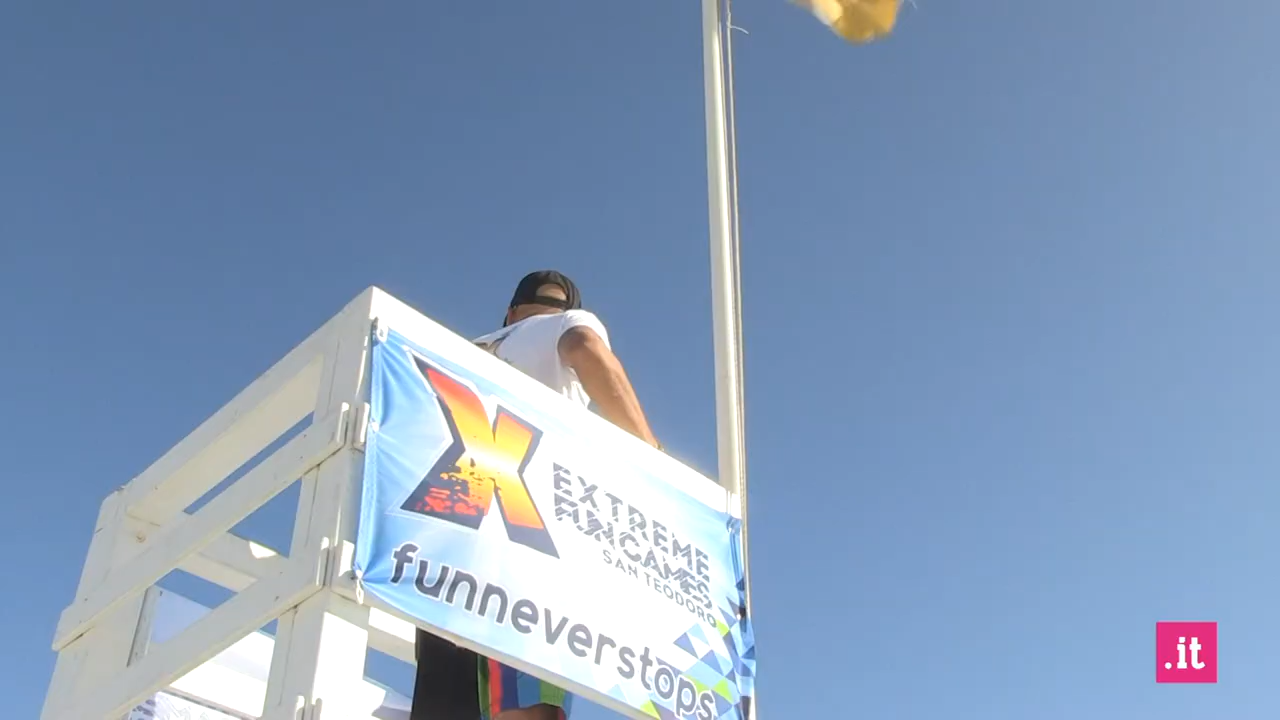 X
EXTREME
FUNGAMES
SAN TEODORO
funneverstops
.it